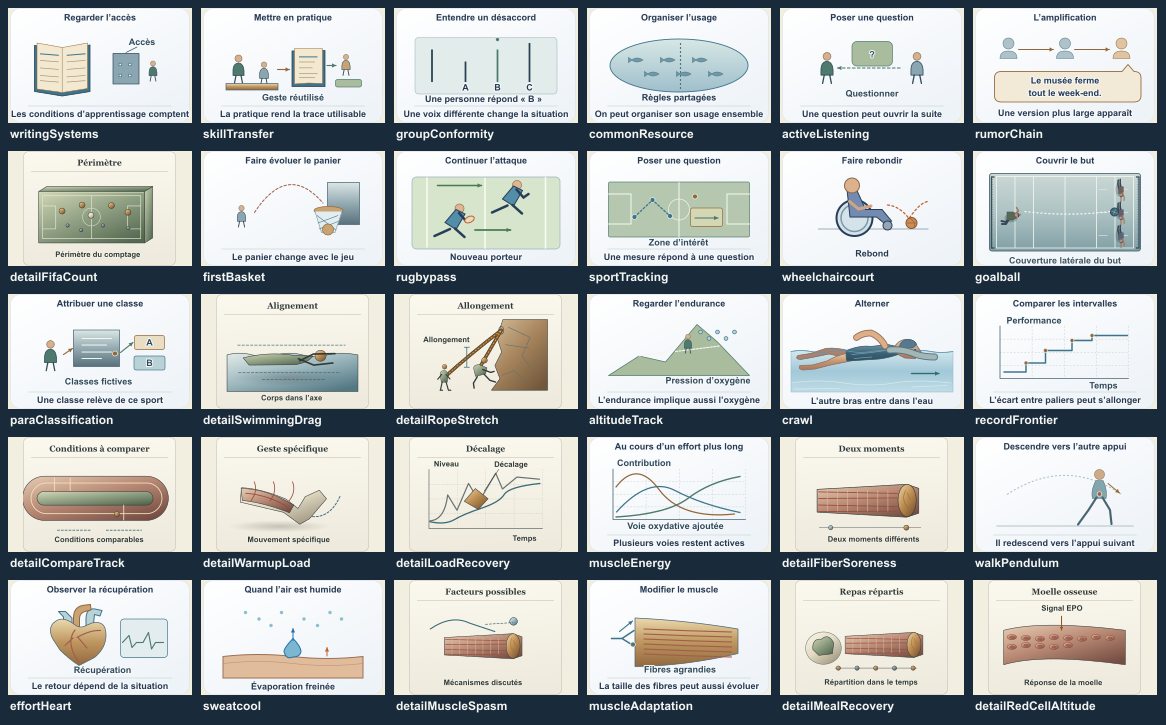 Regarder l'accès
Accès
Les conditions d'apprentissage comptent
writingSystems
Mettre en pratique
Geste réutilisé
La pratique rend la trace utilisable
skillTransfer
Entendre un désaccord
A
B
C
Une personne répond « B »
Une voix différente change la situation
groupConformity
Organiser l'usage
Règles partagées
On peut organiser son usage ensemble
commonResource
Poser une question
?
Questionner
Une question peut ouvrir la suite
activeListening
L'amplification
Le musée ferme
tout le week-end.
Une version plus large apparaît
rumorChain
Périmètre
Périmètre du comptage
detailFifaCount
Faire évoluer le panier
Le panier change avec le jeu
firstBasket
Continuer l'attaque
Nouveau porteur
rugbypass
Poser une question
Zone d'intérêt
Une mesure répond à une question
sportTracking
Faire rebondir
Rebond
wheelchaircourt
Couvrir le but
Couverture latérale du but
goalball
Attribuer une classe
A
B
Classes fictives
Une classe relève de ce sport
paraClassification
Alignement
Corps dans l'axe
detailSwimmingDrag
Allongement
Allongement
detailRopeStretch
Regarder l'endurance
Pression d'oxygène
L'endurance implique aussi l'oxygène
altitudeTrack
Alterner
L'autre bras entre dans l'eau
crawl
Comparer les intervalles
Performance
Temps
L'écart entre paliers peut s'allonger
recordFrontier
Conditions à comparer
Conditions comparables
detailCompareTrack
Geste spécifique
Mouvement spécifique
detailWarmupLoad
Décalage
Niveau
Décalage
Temps
detailLoadRecovery
Au cours d'un effort plus long
Contribution
Voie oxydative ajoutée
Plusieurs voies restent actives
muscleEnergy
Deux moments
Deux moments différents
detailFiberSoreness
Descendre vers l'autre appui
Il redescend vers l'appui suivant
walkPendulum
Observer la récupération
Récupération
Le retour dépend de la situation
effortHeart
Quand l'air est humide
Évaporation freinée
sweatcool
Facteurs possibles
Mécanismes discutés
detailMuscleSpasm
Modifier le muscle
Fibres agrandies
La taille des fibres peut aussi évoluer
muscleAdaptation
Repas répartis
Répartition dans le temps
detailMealRecovery
Moelle osseuse
Signal EPO
Réponse de la moelle
detailRedCellAltitude